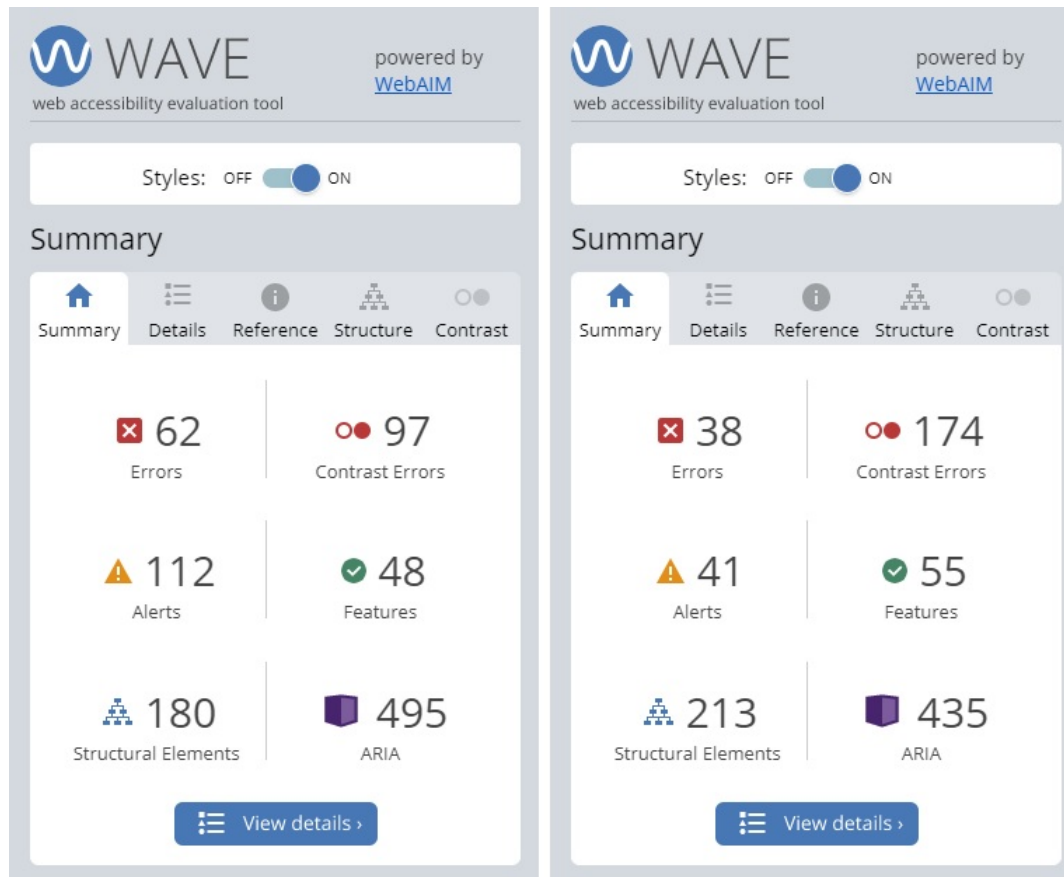 WAVE
powered by
WebAIM
web accessibility evaluation tool
Styles: OFF ON
Summary
Summary Details Reference Structure Contrast
62 97
Errors Contrast Errors
112 48
Alerts Features
180 495
Structural Elements ARIA
View details ›
WAVE
powered by
WebAIM
web accessibility evaluation tool
Styles: OFF ON
Summary
Summary Details Reference Structure Contrast
38 174
Errors Contrast Errors
41 55
Alerts Features
213 435
Structural Elements ARIA
View details ›